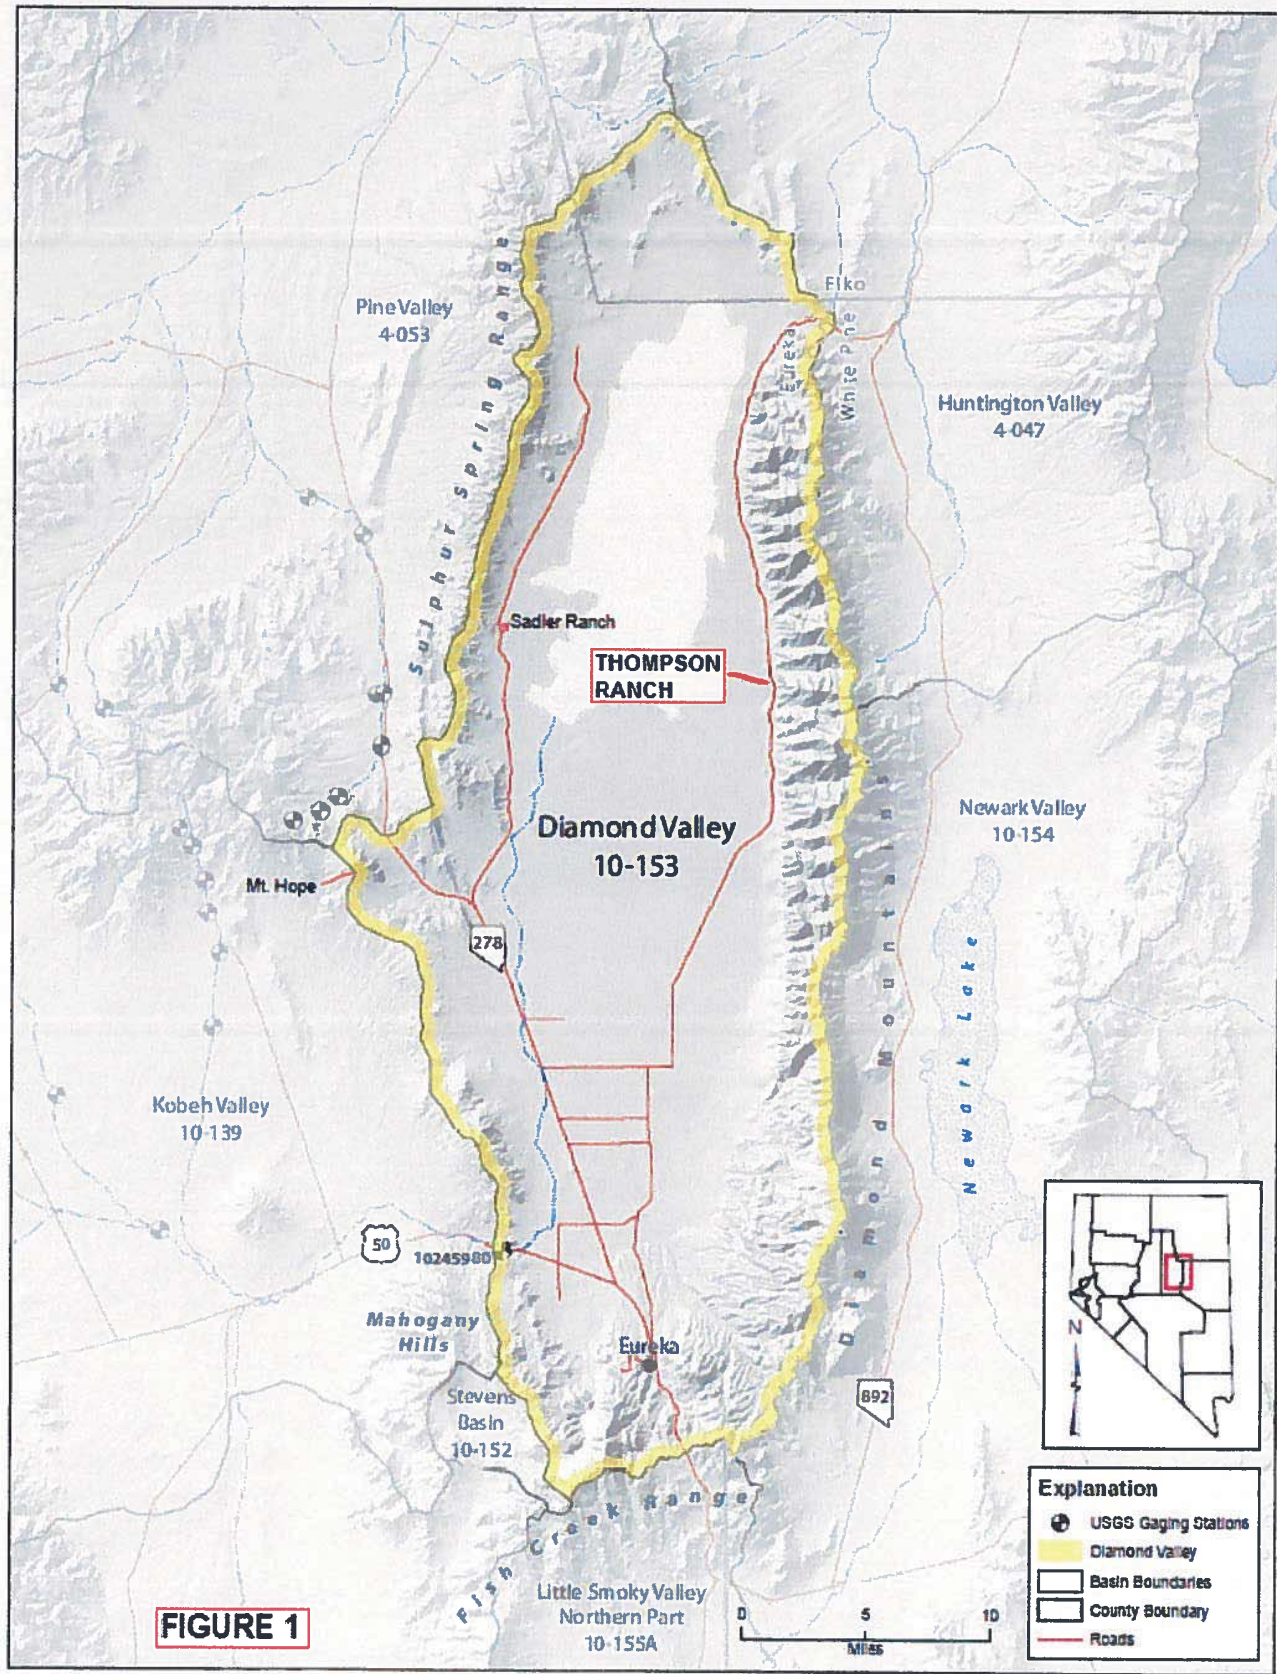 Elko
Eureka
White Pine
Pine Valley
4-053
Sulphur Spring Range
Huntington Valley
4-047
Sadler Ranch
THOMPSON
RANCH
Diamond Valley
10-153
Newark Valley
10-154
Mt. Hope
278
Newark Lake
Diamond Mountains
Kobeh Valley
10-139
50
10245980
Mahogany
Hills
Eureka
Stevens
Basin
10-152
892
N
Fish Creek Range
Little Smoky Valley
Northern Part
10-155A
FIGURE 1
0 5 10
Miles
Explanation
USGS Gaging Stations
Diamond Valley
Basin Boundaries
County Boundary
Roads